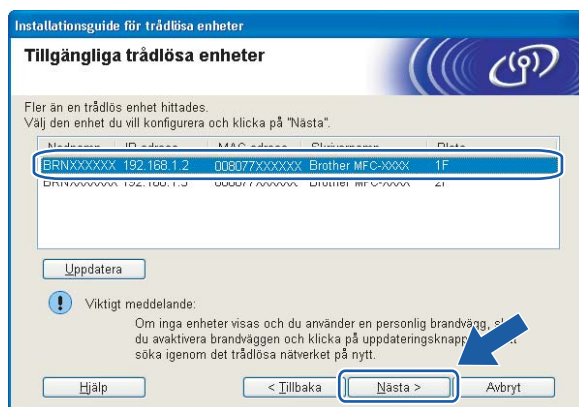 Installationsguide för trådlösa enheter
Tillgängliga trådlösa enheter
Fler än en trådlös enhet hittades.
Välj den enhet du vill konfigurera och klicka på "Nästa".
BRNXXXXXX 192.168.1.2 008077XXXXXX Brother MFC-XXXX 1F
Uppdatera
Viktigt meddelande:
Om inga enheter visas och du använder en personlig brandvägg,
du avaktivera brandväggen och klicka på
söka igenom det trådlösa nätverket på nytt.
Hjälp < Tillbaka Nästa > Avbryt